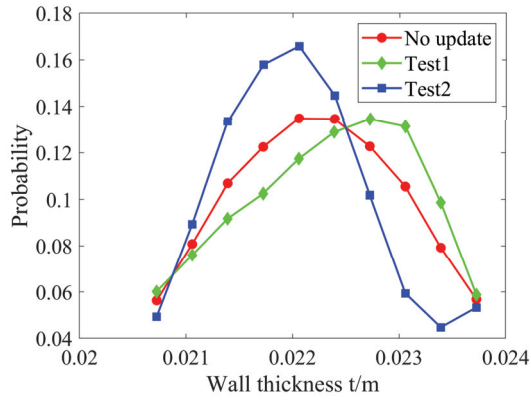 0.18
0.16
0.14
0.12
0.1
0.08
0.06
0.04
Probability
No update
Test1
Test2
0.02 0.021 0.022 0.023 0.024
Wall thickness t/m